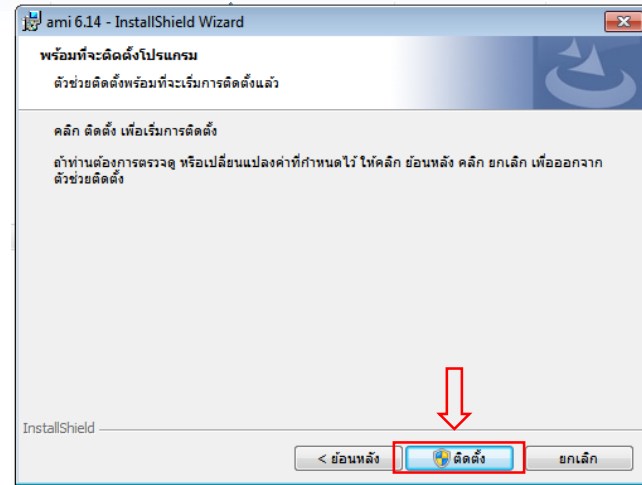 ami 6.14 - InstallShield Wizard
พร้อมที่จะติดตั้งโปรแกรม
ตัวช่วยติดตั้งพร้อมที่จะเริ่มการติดตั้งแล้ว
คลิก ติดตั้ง เพื่อเริ่มการติดตั้ง
ถ้าท่านต้องการตรวจดู หรือเปลี่ยนแปลงค่าที่กำหนดไว้ ให้คลิก ย้อนหลัง คลิก ยกเลิก เพื่อออกจาก
ตัวช่วยติดตั้ง
InstallShield
< ย้อนหลัง ติดตั้ง ยกเลิก